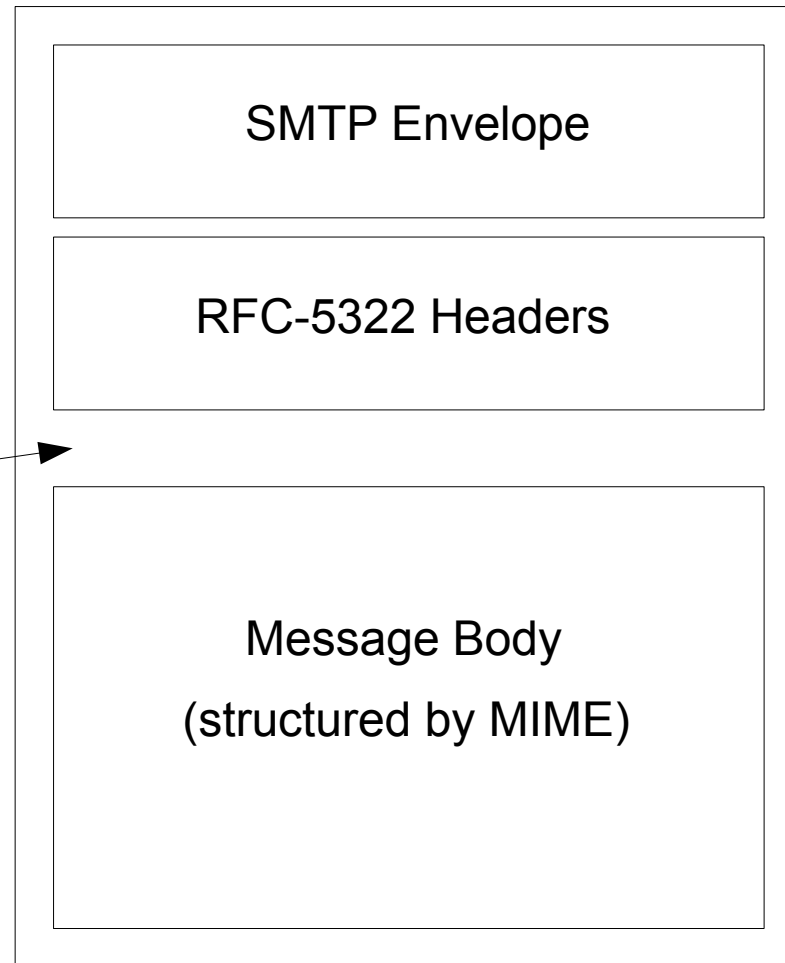 SMTP Envelope
RFC-5322 Headers
Message Body
(structured by MIME)